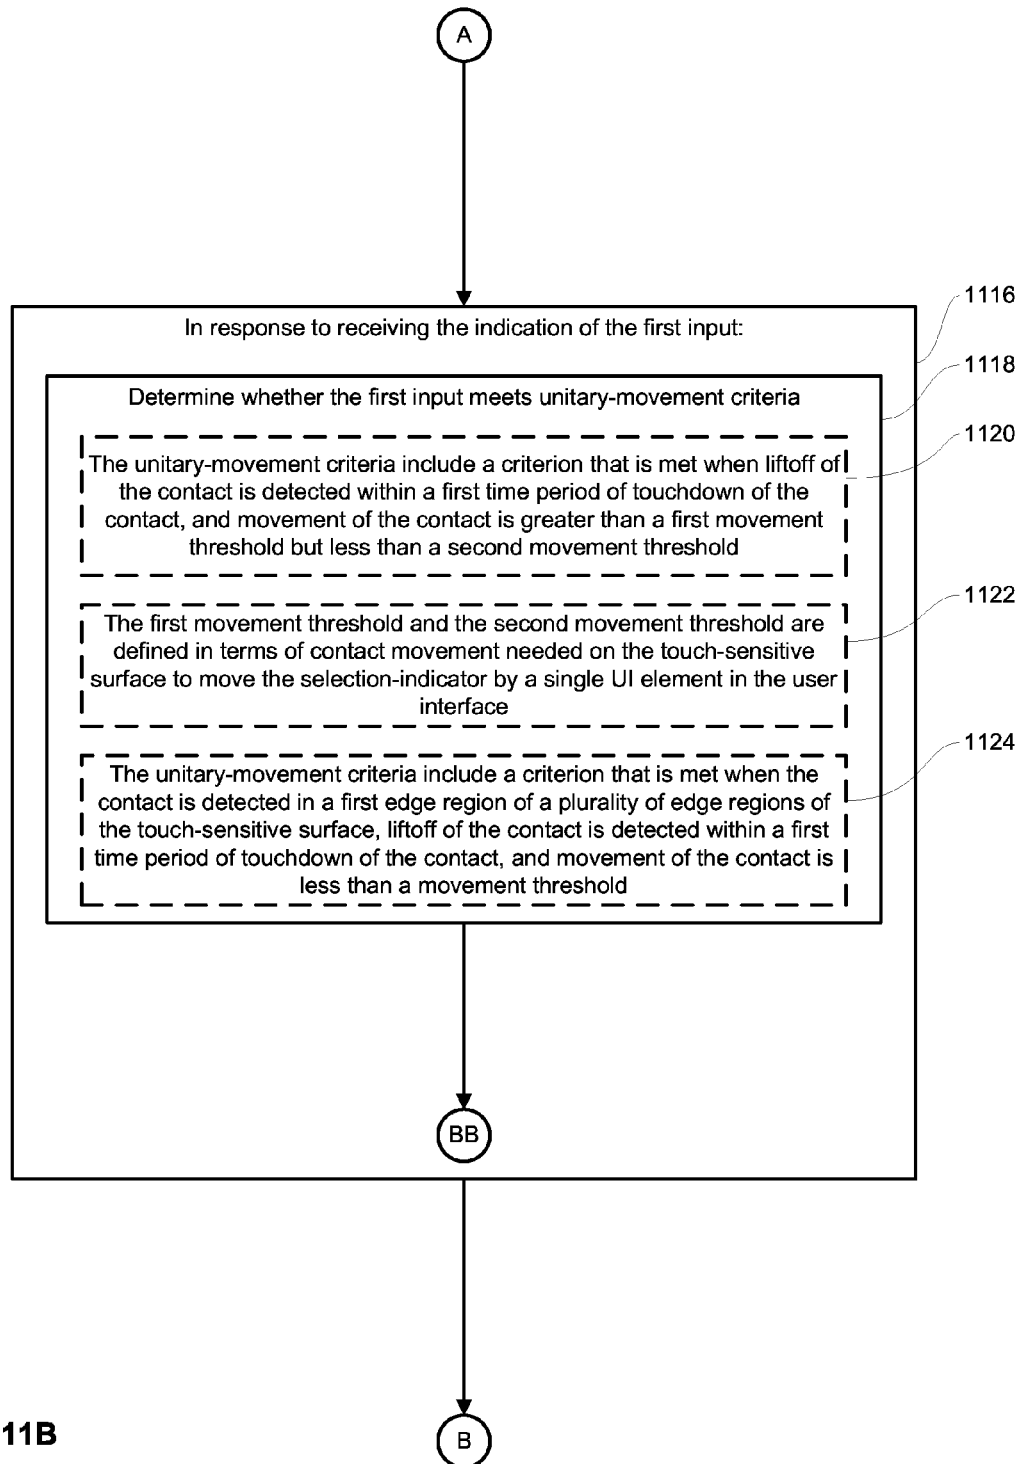 A
In response to receiving the indication of the first input:
1116
Determine whether the first input meets unitary-movement criteria
1118
The unitary-movement criteria include a criterion that is met when liftoff of
the contact is detected within a first time period of touchdown of the
contact, and movement of the contact is greater than a first movement
threshold but less than a second movement threshold
1120
The first movement threshold and the second movement threshold are
defined in terms of contact movement needed on the touch-sensitive
surface to move the selection-indicator by a single UI element in the user
interface
1122
The unitary-movement criteria include a criterion that is met when the
contact is detected in a first edge region of a plurality of edge regions of
the touch-sensitive surface, liftoff of the contact is detected within a first
time period of touchdown of the contact, and movement of the contact is
less than a movement threshold
1124
BB
B
11B